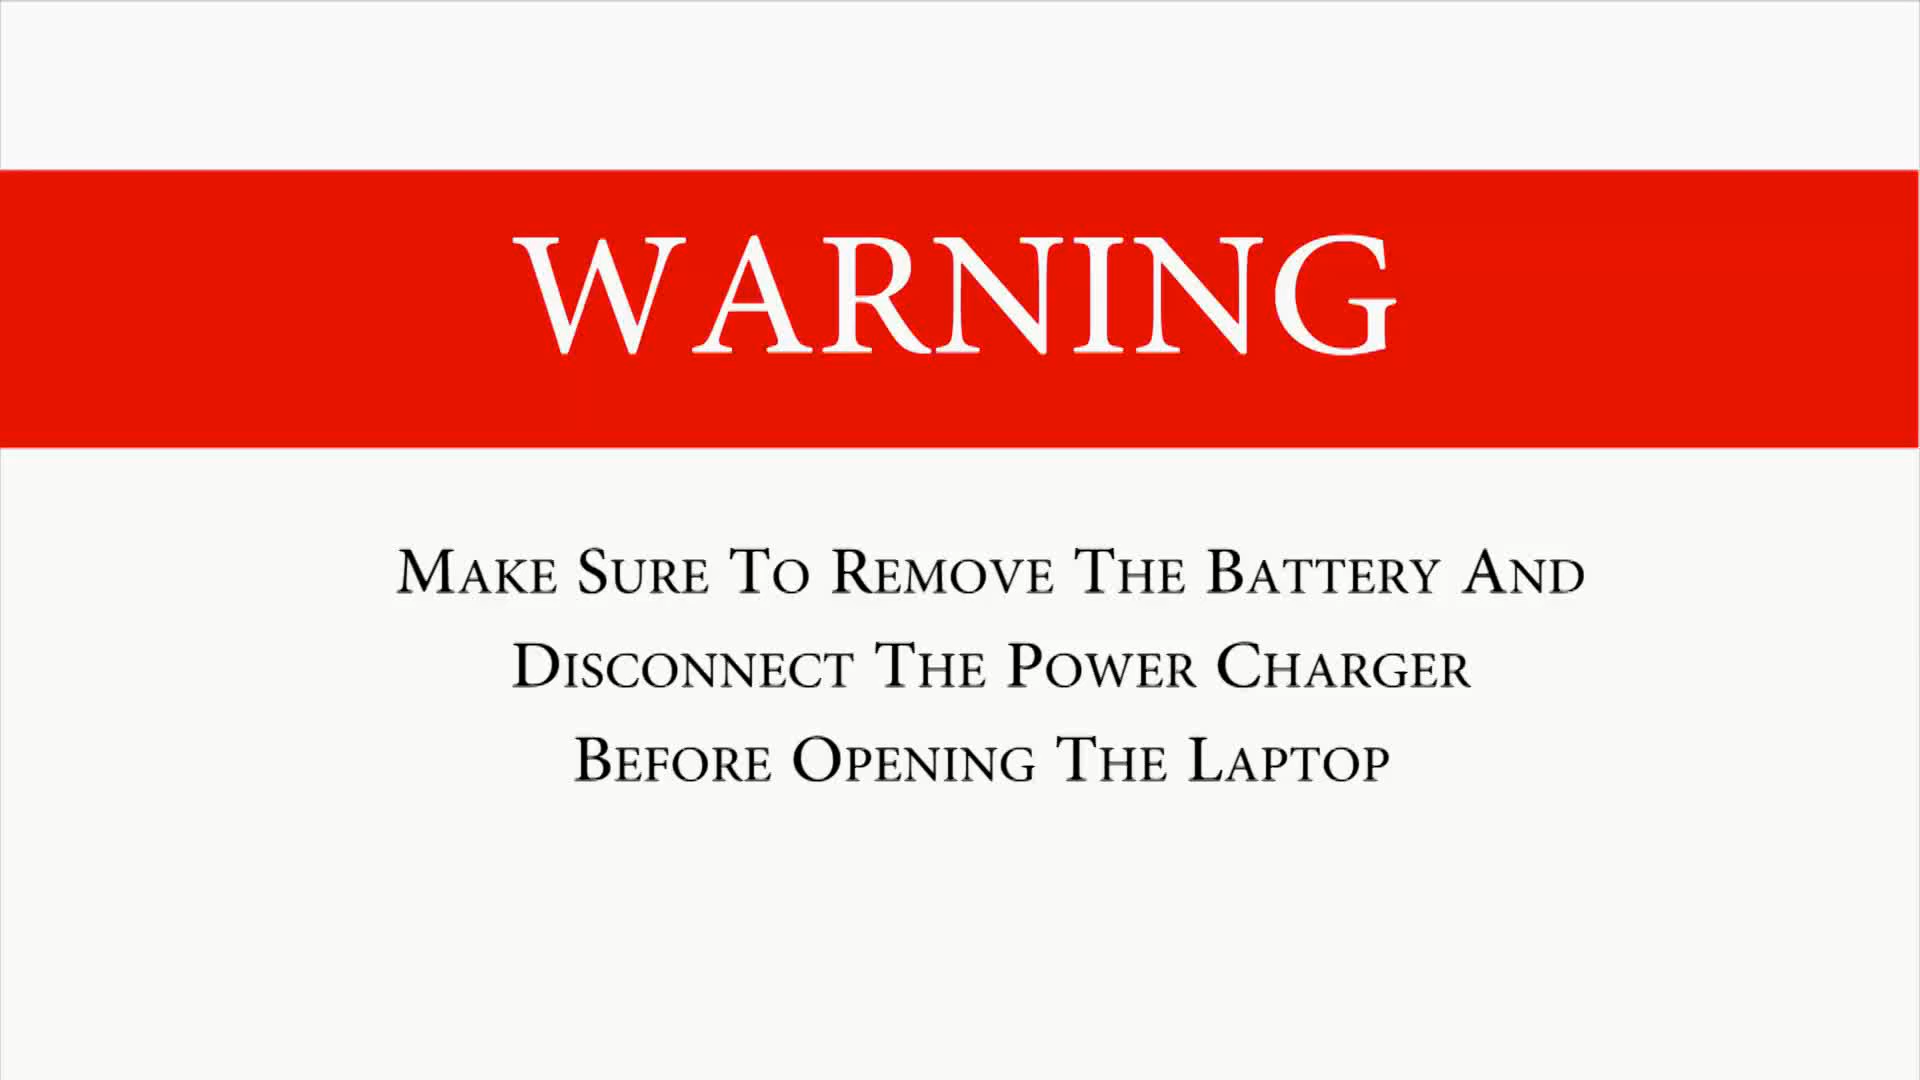 WARNING
Make Sure To Remove The Battery And
Disconnect The Power Charger
Before Opening The Laptop